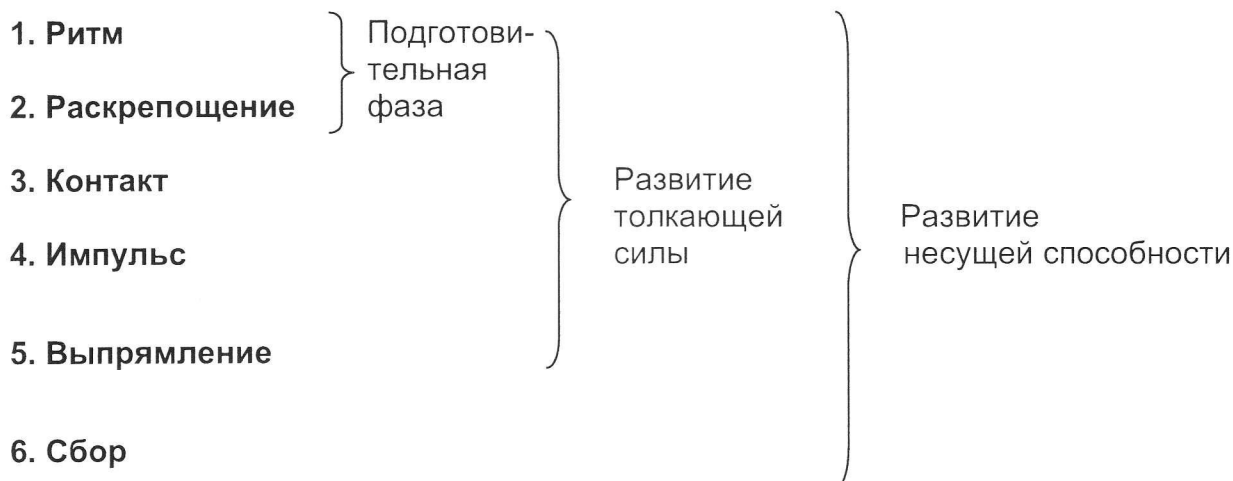 1. Ритм
2. Раскрепощение
3. Контакт
4. Импульс
5. Выпрямление
6. Сбор
Подготови-
тельная
фаза
Развитие
толкающей
силы
Развитие
несущей способности